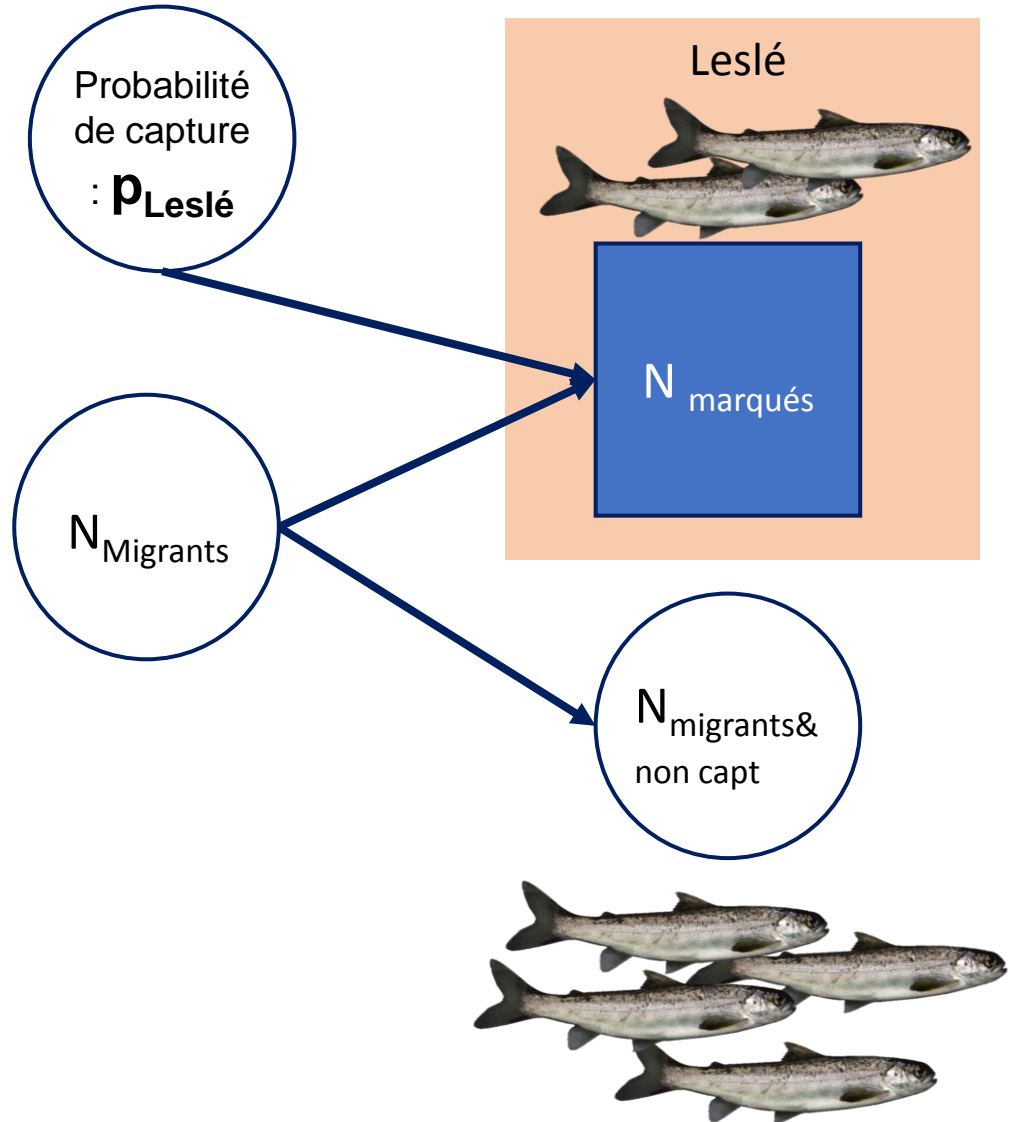 Probabilité
de capture
: pLeslé
Leslé
N marqués
NMigrants
Nmigrants&
non capt